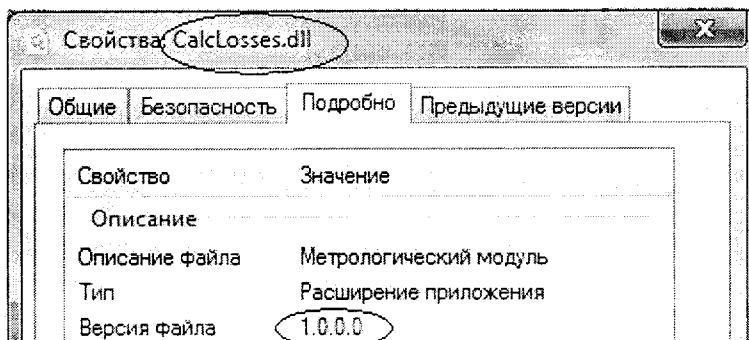 Свойства: CalcLosses.dll
Общие Безопасность Подробно Предыдущие версии
Свойство Значение
Описание
Описание файла Метрологический модуль
Тип Расширение приложения
Версия файла 1.0.0.0